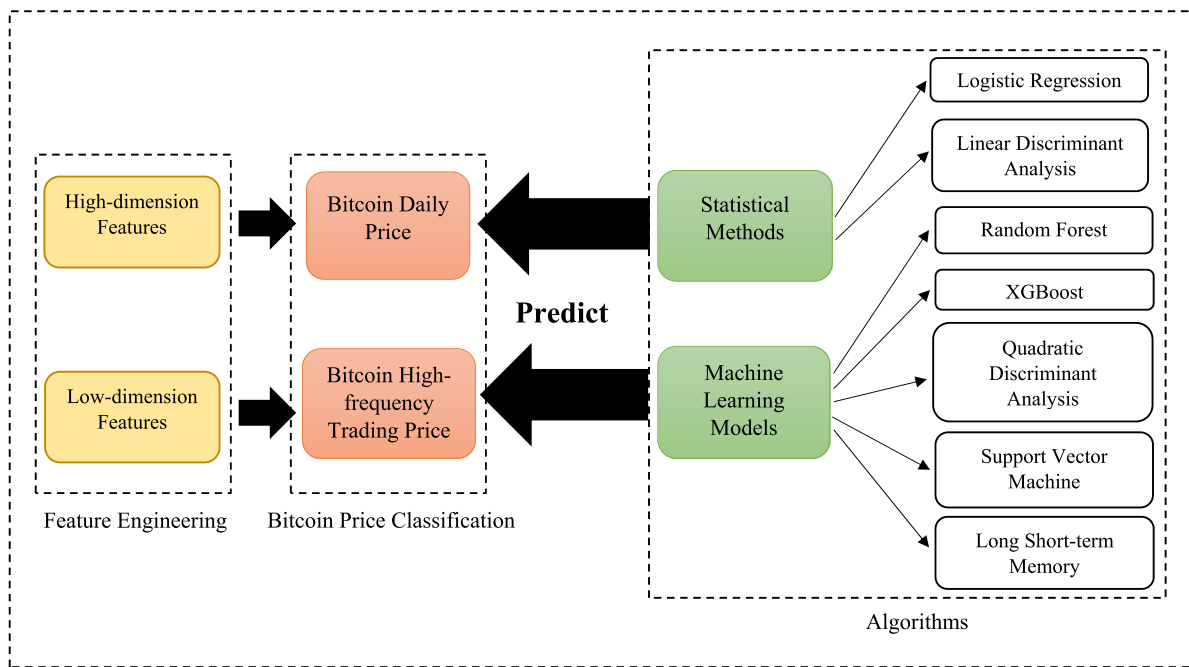 High-dimension
Features
Low-dimension
Features
Feature Engineering
Bitcoin Daily
Price
Bitcoin High-
frequency
Trading Price
Bitcoin Price Classification
Predict
Statistical
Methods
Machine
Learning
Models
Logistic Regression
Linear Discriminant
Analysis
Random Forest
XGBoost
Quadratic
Discriminant
Analysis
Support Vector
Machine
Long Short-term
Memory
Algorithms